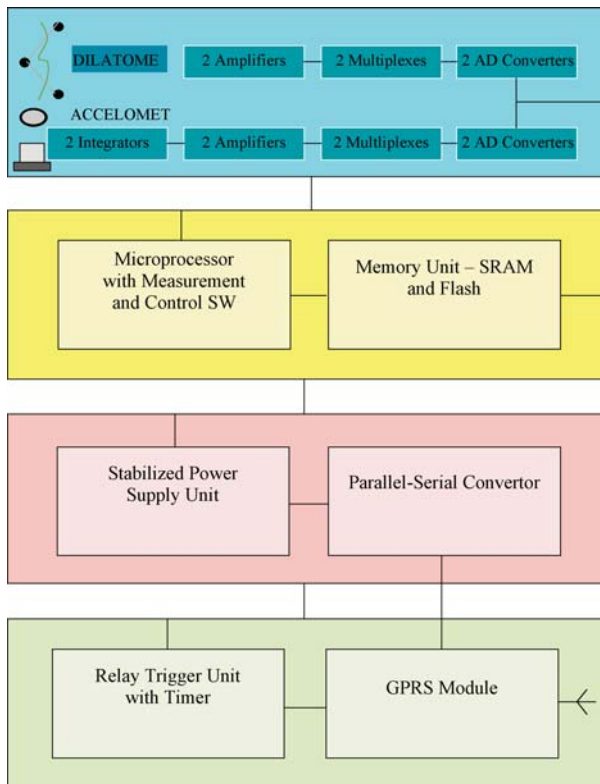 DILATOME
2 Amplifiers
2 Multiplexes
2 AD Converters
ACCELOMET
2 Integrators
2 Amplifiers
2 Multliplexes
2 AD Converters
Microprocessor
with Measurement
and Control SW
Memory Unit – SRAM
and Flash
Stabilized Power
Supply Unit
Parallel-Serial Convertor
Relay Trigger Unit
with Timer
GPRS Module